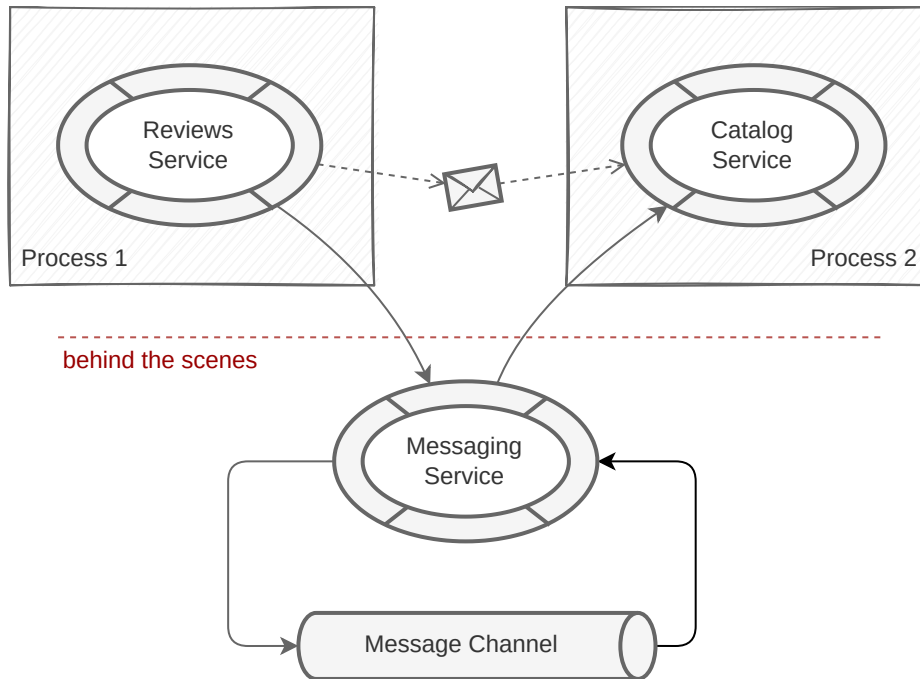 Reviews
Service
Catalog
Service
Process 1
Process 2
behind the scenes
Messaging
Service
Message Channel